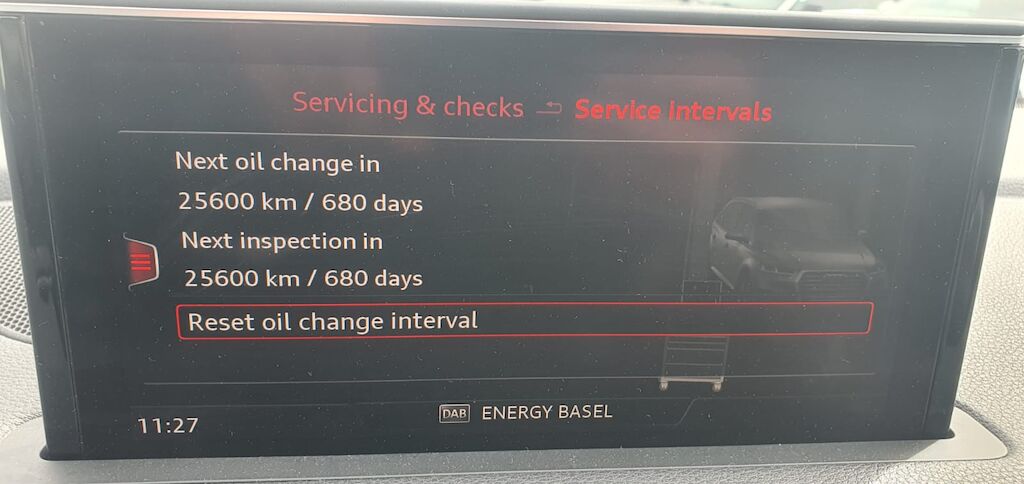 Servicing & checks Service intervals
Next oil change in
25600 km / 680 days
Next inspection in
25600 km / 680 days
Reset oil change interval
11:27 DAB ENERGY BASEL